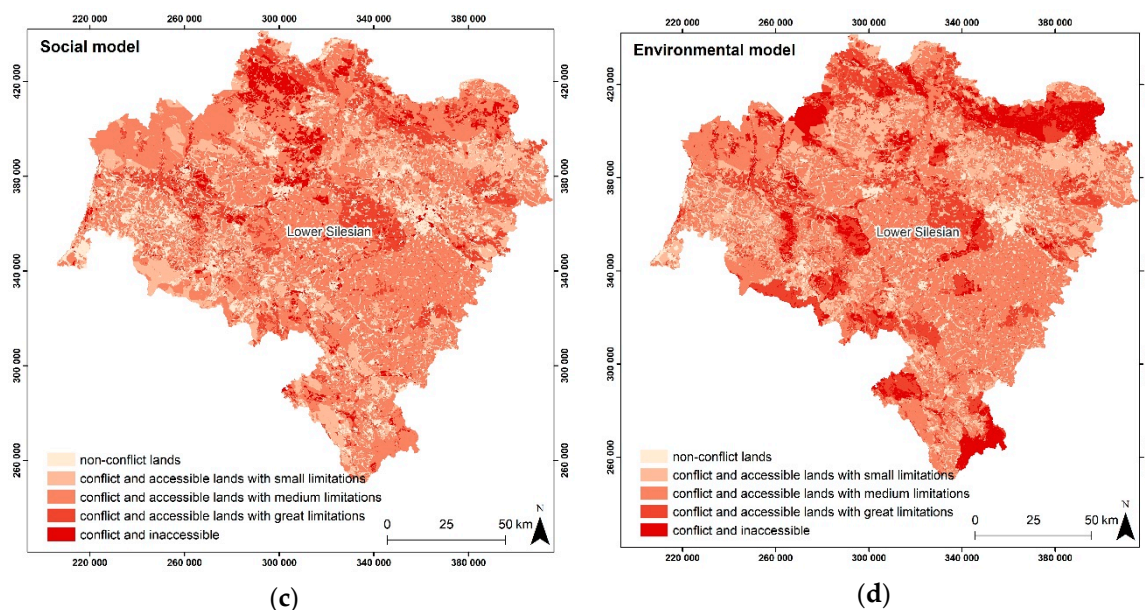 220 000 260 000 300 000 340 000 380 000
Social model
420 000
380 000
340 000
300 000
260 000
420 000
380 000
340 000
300 000
260 000
Lower Silesian
non-conflict lands
conflict and accessible lands with small limitations
conflict and accessible lands with medium limitations
conflict and accessible lands with great limitations
conflict and inaccessible
0 25 50 km
N
220 000 260 000 300 000 340 000 380 000
(c)
220 000 260 000 300 000 340 000 380 000
Environmental model
420 000
380 000
340 000
300 000
260 000
420 000
380 000
340 000
300 000
260 000
Lower Silesian
non-conflict lands
conflict and accessible lands with small limitations
conflict and accessible lands with medium limitations
conflict and accessible lands with great limitations
conflict and inaccessible
0 25 50 km
N
220 000 260 000 300 000 340 000 380 000
(d)